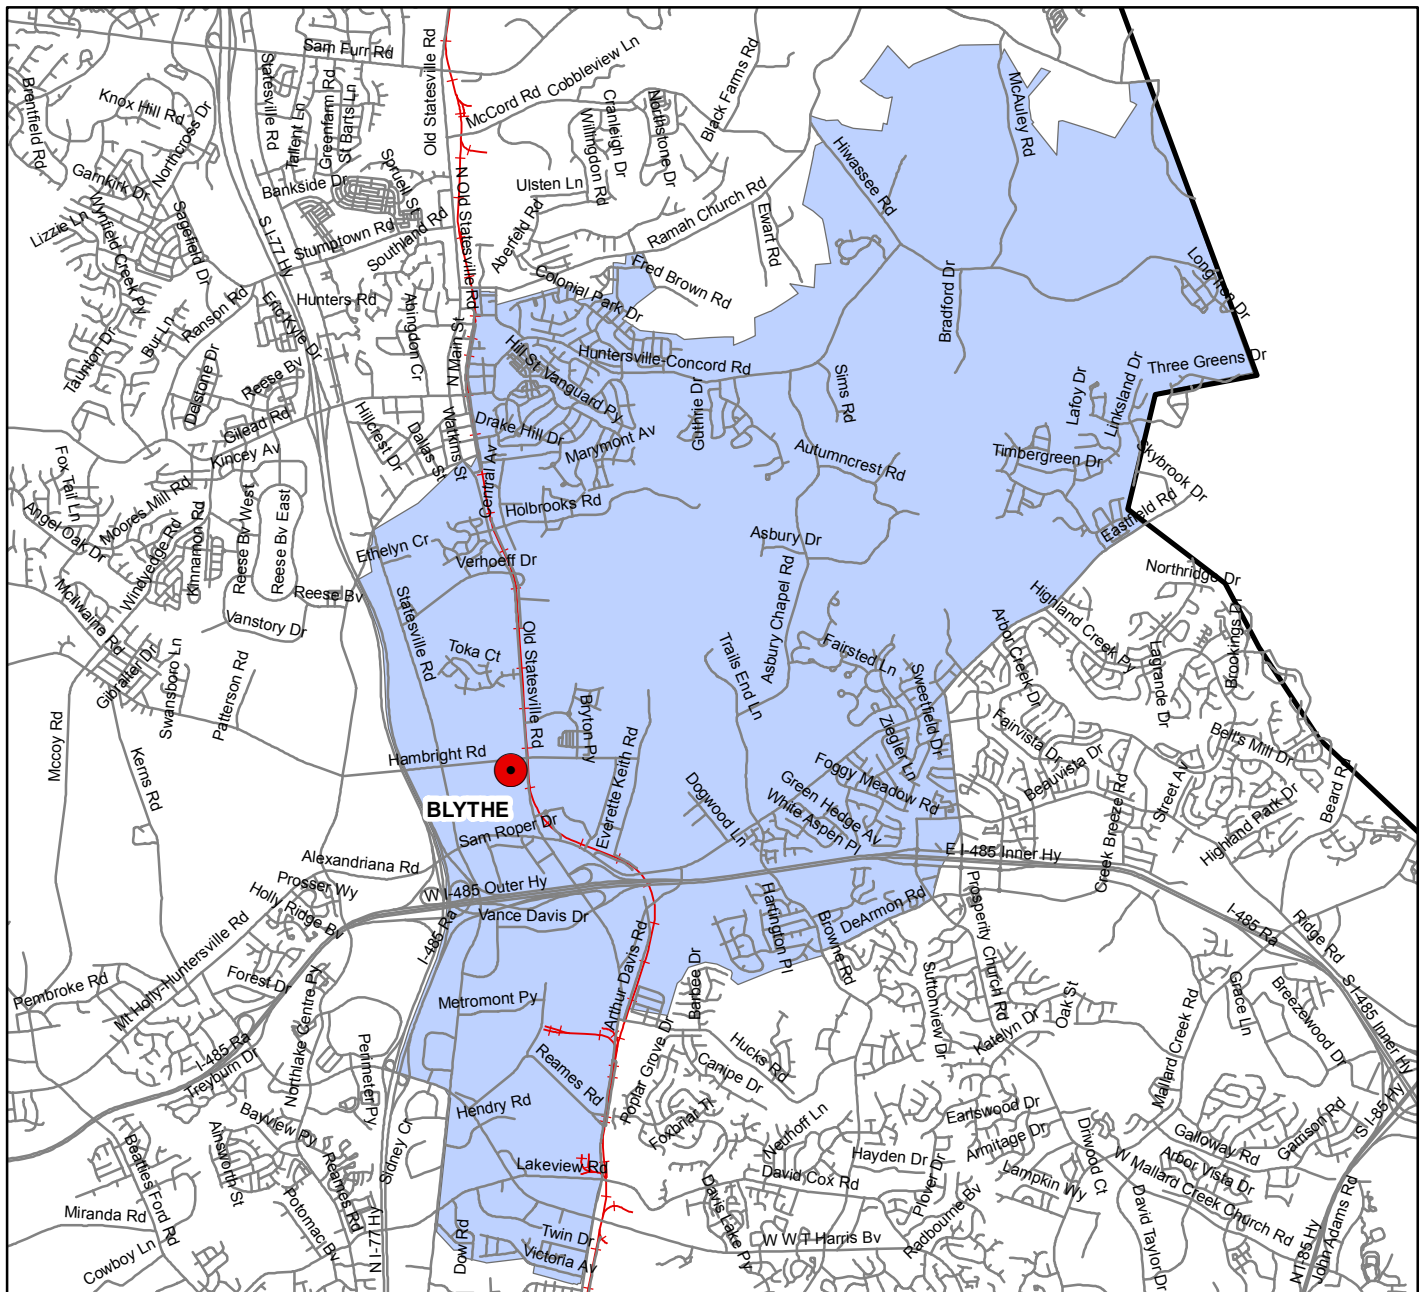 Sam Furr Rd
Old Statesville Rd
Statesville Rd
Brentfield Rd
Knox Hill Rd
Northcross Dr
Tallent Ln
Greenfarm Rd
St Barts Ln
McCord Rd
Cobbleview Ln
Cranleigh Dr
Willingdon Rd
Northstone Dr
Black Farms Rd
McAuley Rd
Hiwassee Rd
Garnkirk Dr
Bankside Dr
Spruell St
N Old Statesville Rd
Ulsten Ln
Lizzie Ln
Wynfield Creek Py
Sagefield Dr
S I-77 Hy
Stumptown Rd
Southland Rd
Aberfeld Rd
Ramah Church Rd
Ewart Rd
Fred Brown Rd
Colonial Park Dr
Bradford Dr
Long Iron Dr
Hunters Rd
Abingdon Cr
Ranson Rd
Eric Kyle Dr
Bur Ln
Taunton Dr
N Main St
Hill St
Vanguard Py
Huntersville-Concord Rd
Guthrie Dr
Sims Rd
Lafoy Dr
Linksland Dr
Three Greens Dr
Delstone Dr
Reese Bv
Gilead Rd
Kincey Av
Hillcrest Dr
Dallas St
Watkins St
Drake Hill Dr
Marymont Av
Autumncrest Rd
Timbergreen Dr
Skybrook Dr
Eastfield Rd
Fox Tail Ln
Angel Oak Dr
Moores Mill Rd
Windyedge Rd
Kinnamon Rd
Reese Bv West
Reese Bv East
Central Av
Holbrooks Rd
Asbury Dr
Ethelyn Cr
Verhoeff Dr
Northridge Dr
McIlwaine Rd
Vanstory Dr
Reese Bv
Statesville Rd
Asbury Chapel Rd
Highland Creek Py
Arbor Creek Dr
Brookings Dr
Lagrande Dr
Gibralter Dr
Swansboro Ln
Patterson Rd
Toka Ct
Old Statesville Rd
Trails End Ln
Fairsted Ln
Sweetfield Dr
Ziegler Ln
Bryton Py
Mccoy Rd
Kerns Rd
Hambright Rd
Everette Keith Rd
Dogwood Ln
Foggy Meadow Rd
Green Hedge Av
White Aspen Pl
Fairvista Dr
Beauvista Dr
Creek Breeze Rd
Street Av
Bell's Mill Dr
Highland Park Dr
Beard Rd
BLYTHE
Sam Roper Dr
Alexandriana Rd
Prosser Wy
Holly Ridge Bv
W I-485 Outer Hy
E I-485 Inner Hy
Vance Davis Dr
I-485 Ra
Arthur Davis Rd
Hartington Pl
Browne Rd
DeArmon Rd
Prosperity Church Rd
I-485 Ra
Ridge Rd
S I-485 Inner Hy
Pembroke Rd
Mt Holly-Huntersville Rd
Forest Dr
Northlake Centre Py
Metromont Py
Barbee Dr
Suttonview Dr
Oak St
Katelyn Dr
Mallard Creek Rd
Grace Ln
Breezewood Dr
I-485 Ra
Treyburn Dr
Perimeter Py
Reames Rd
Poplar Grove Dr
Hucks Rd
Canipe Dr
Foxbriar Tl
Hendry Rd
Bayview Py
Ainsworth St
Beatties Ford Rd
Reames Rd
Potomac Bv
Sidney Cr
Lakeview Rd
Neuhoff Ln
David Cox Rd
Hayden Dr
Earlswood Dr
Armitage Dr
Lampkin Wy
Driwood Ct
Galloway Rd
Arbor Vista Dr
Garrison Rd
S I-85 Hy
W Mallard Creek Church Rd
Miranda Rd
Cowboy Ln
N I-77 Hy
Dow Rd
Twin Dr
Victoria Av
Davis Lake Py
W W T Harris Bv
Plover Dr
Radbourne Bv
David Taylor Dr
N I-85 Hy
John Adams Rd